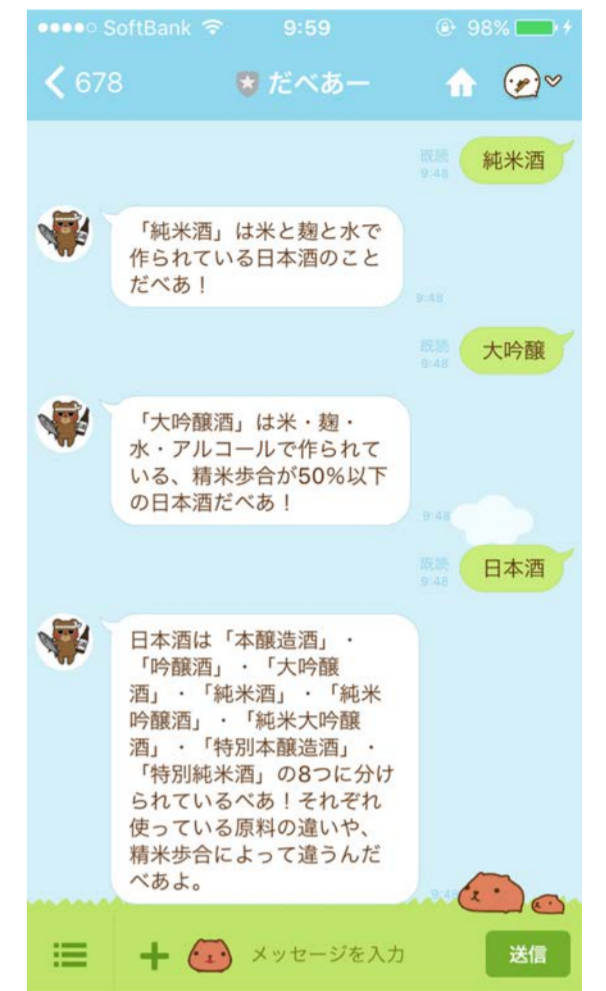 SoftBank 9:59 98%
678 だべあー
既読
9:48
純米酒
「純米酒」は米と麹と水で
作られている日本酒のこと
だべあ！
9:48
既読
9:48
大吟醸
「大吟醸酒」は米・麹・
水・アルコールで作られて
いる、精米歩合が50%以下
の日本酒だべあ！
9:48
既読
9:48
日本酒
日本酒は「本醸造酒」・
「吟醸酒」・「大吟醸
酒」・「純米酒」・「純米
吟醸酒」・「純米大吟醸
酒」・「特別本醸造酒」・
「特別純米酒」の8つに分け
られているべあ！それぞれ
使っている原料の違いや、
精米歩合によって違うんだ
べあよ。
9:48
メッセージを入力 送信